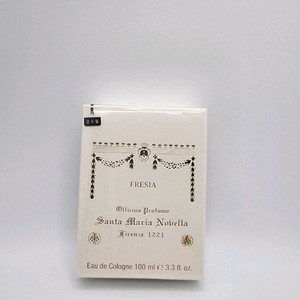 FRESIA
Officina Profumo
Santa Maria Novella
Firenze 1221
Eau de Cologne 100 ml ℮ 3.3 fl. oz.